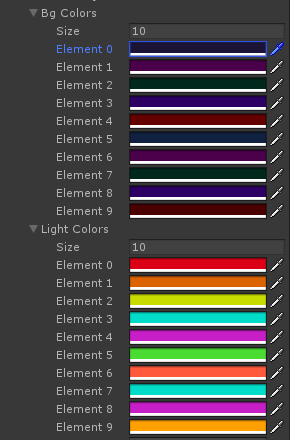 Bg Colors
Size 10
Element 0
Element 1
Element 2
Element 3
Element 4
Element 5
Element 6
Element 7
Element 8
Element 9
Light Colors
Size 10
Element 0
Element 1
Element 2
Element 3
Element 4
Element 5
Element 6
Element 7
Element 8
Element 9